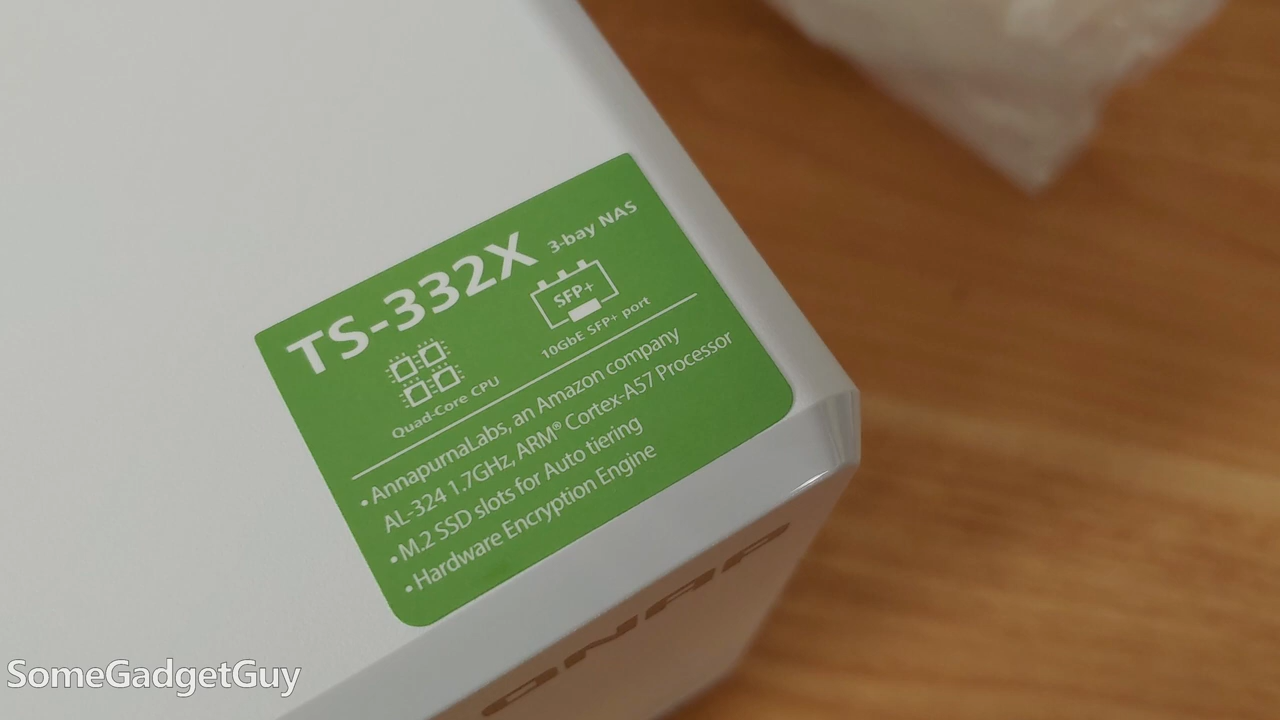 TS-332X 3-bay NAS
SFP+
Quad-Core CPU
10GbE SFP+ port
• AnnapurnaLabs, an Amazon company
AL-324 1.7GHz, ARM® Cortex-A57 Processor
• M.2 SSD slots for Auto tiering
• Hardware Encryption Engine
QNAP
SomeGadgetGuy